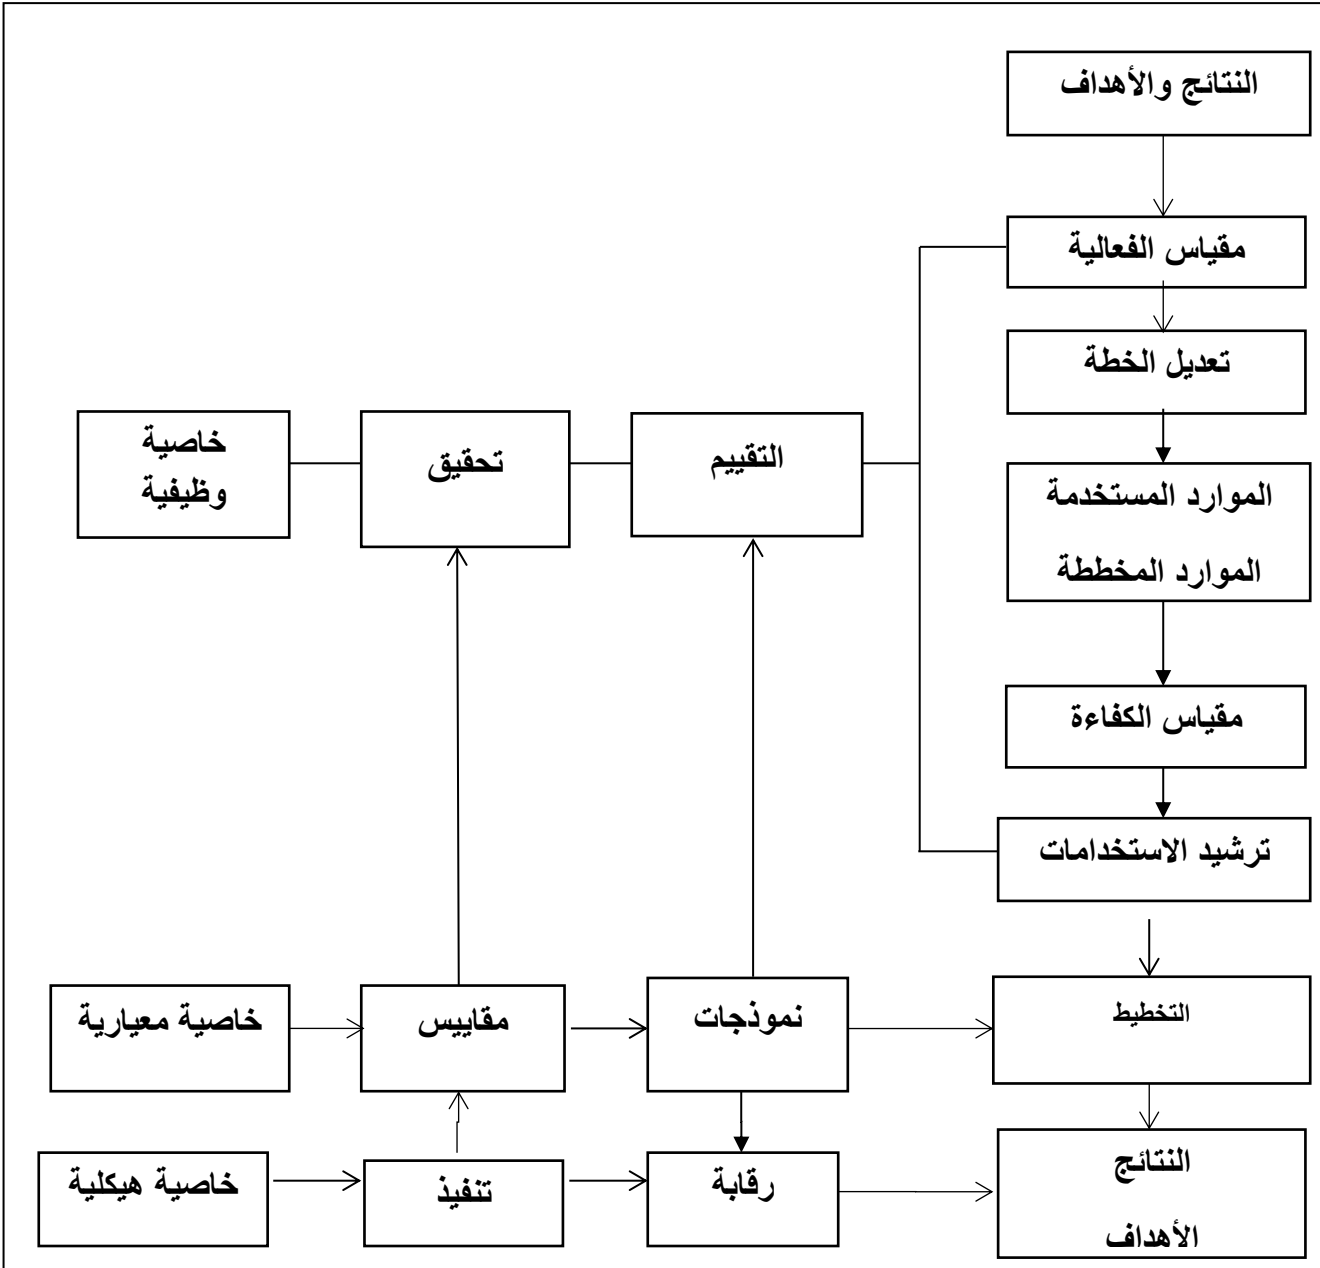 النتائج والأهداف
مقياس الفعالية
تعديل الخطة
الموارد المستخدمة
الموارد المخططة
التقييم
تحقيق
خاصية
وظيفية
مقياس الكفاءة
ترشيد الاستخدامات
التخطيط
نموذجات
مقاييس
خاصية معيارية
النتائج
الأهداف
رقابة
تنفيذ
خاصية هيكلية